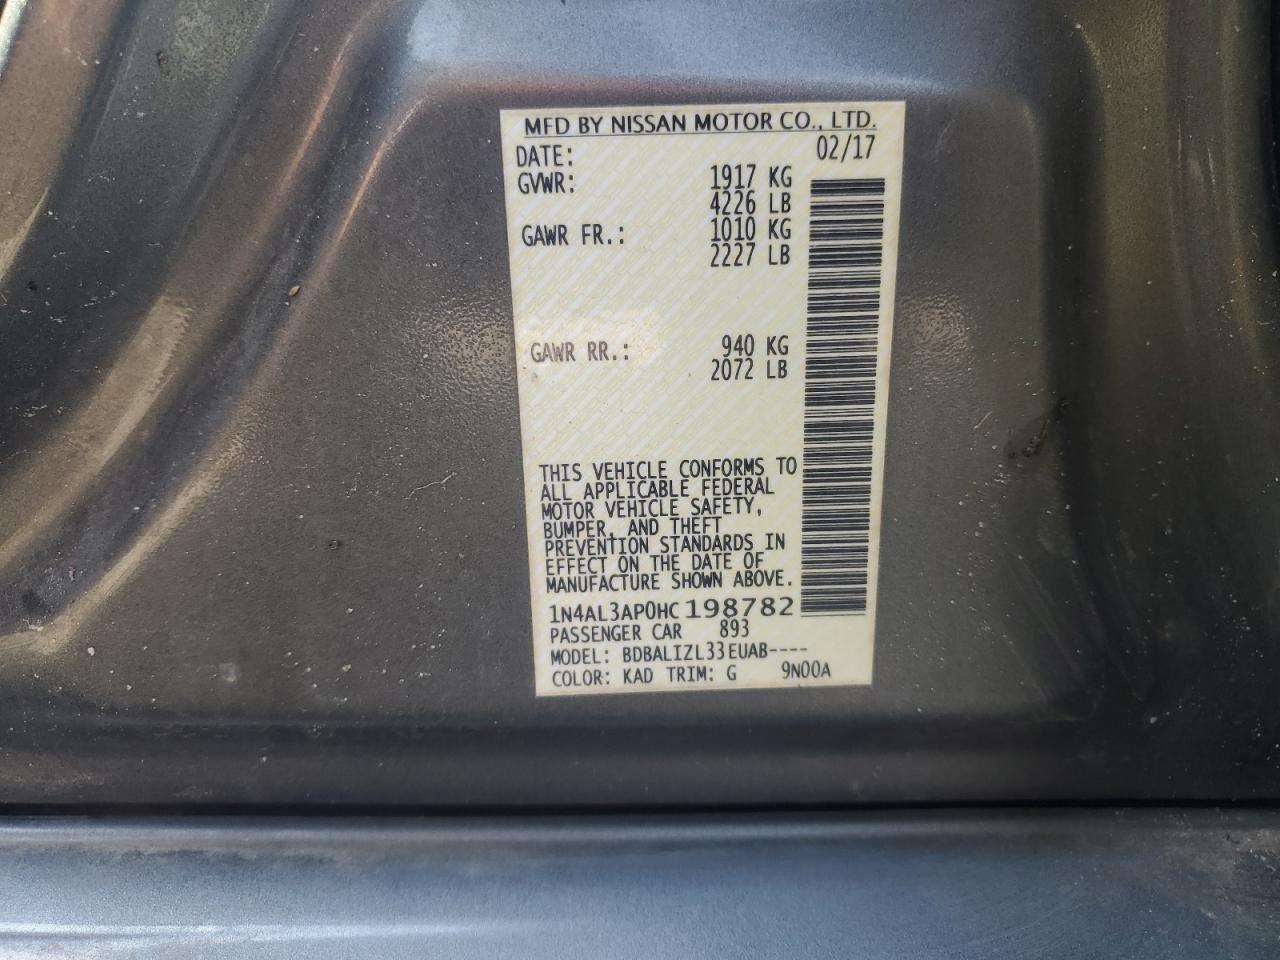 MFD BY NISSAN MOTOR CO., LTD.
DATE: 02/17
GVWR: 1917 KG
4226 LB
GAWR FR.: 1010 KG
2227 LB
GAWR RR.: 940 KG
2072 LB
THIS VEHICLE CONFORMS TO
ALL APPLICABLE FEDERAL
MOTOR VEHICLE SAFETY,
BUMPER, AND THEFT
PREVENTION STANDARDS IN
EFFECT ON THE DATE OF
MANUFACTURE SHOWN ABOVE.
1N4AL3AP0HC198782
PASSENGER CAR 893
MODEL: BDBALIZL33EUAB----
COLOR: KAD TRIM: G 9N00A